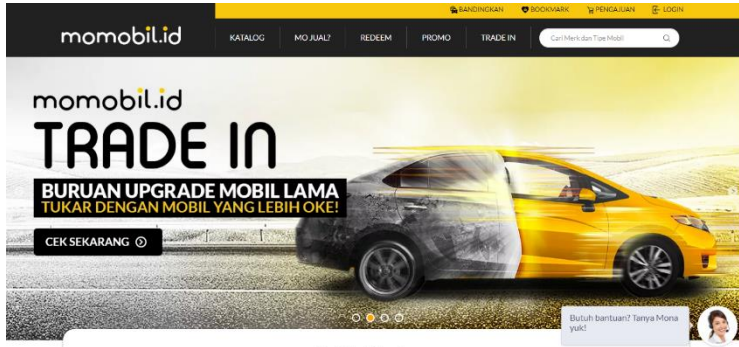 BANDINGKAN BOOKMARK PENGAJUAN LOGIN
momobil.id KATALOG MO JUAL? REDEEM PROMO TRADE IN Cari Merk dan Tipe Mobil
momobil.id
TRADE IN
BURUAN UPGRADE MOBIL LAMA
TUKAR DENGAN MOBIL YANG LEBIH OKE!
CEK SEKARANG
Butuh bantuan? Tanya Mona
yuk!